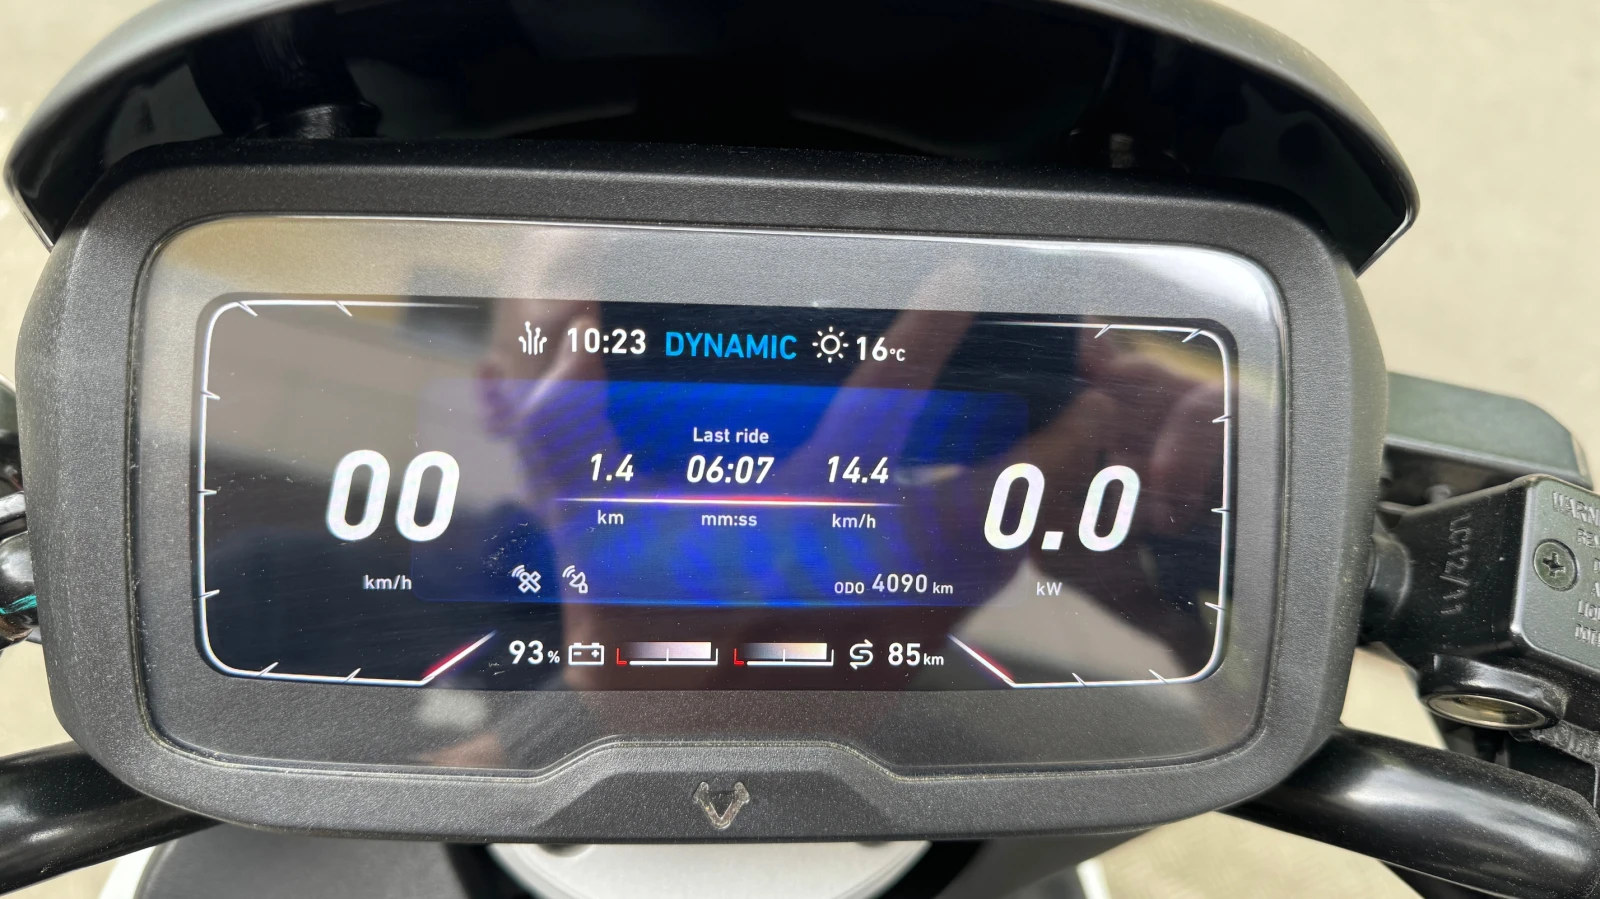 10:23 DYNAMIC 16°C
Last ride
1.4 06:07 14.4
km mm:ss km/h
00 0.0
km/h kW
ODO 4090 km
93% 85km